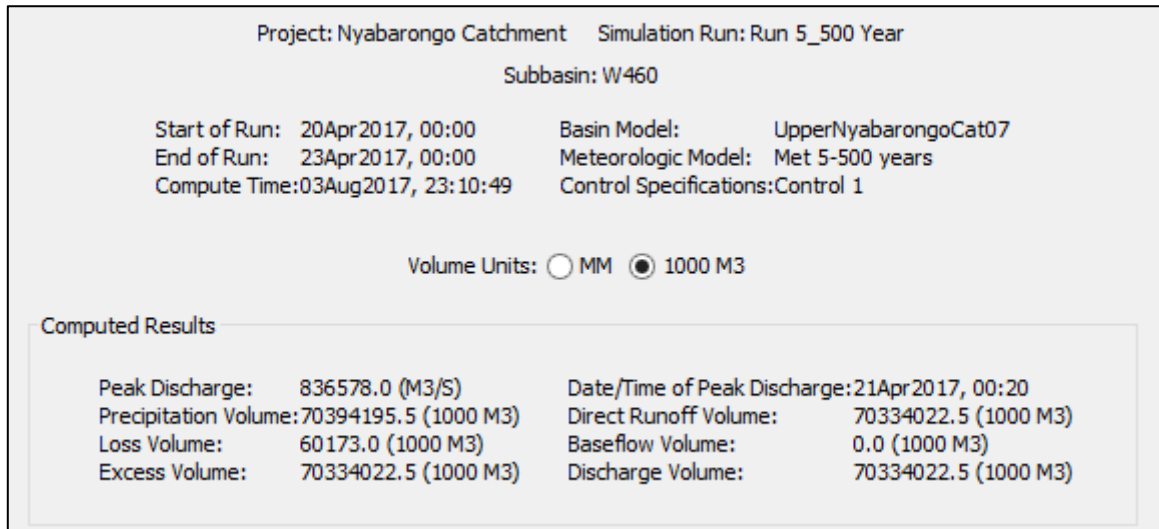 Project: Nyabarongo Catchment Simulation Run: Run 5_500 Year
Subbasin: W460
Start of Run: 20Apr2017, 00:00 Basin Model: UpperNyabarongoCat07
End of Run: 23Apr2017, 00:00 Meteorologic Model: Met 5-500 years
Compute Time:03Aug2017, 23:10:49 Control Specifications:Control 1
Volume Units: MM 1000 M3
Computed Results
Peak Discharge: 836578.0 (M3/S) Date/Time of Peak Discharge:21Apr2017, 00:20
Precipitation Volume:70394195.5 (1000 M3) Direct Runoff Volume: 70334022.5 (1000 M3)
Loss Volume: 60173.0 (1000 M3) Baseflow Volume: 0.0 (1000 M3)
Excess Volume: 70334022.5 (1000 M3) Discharge Volume: 70334022.5 (1000 M3)